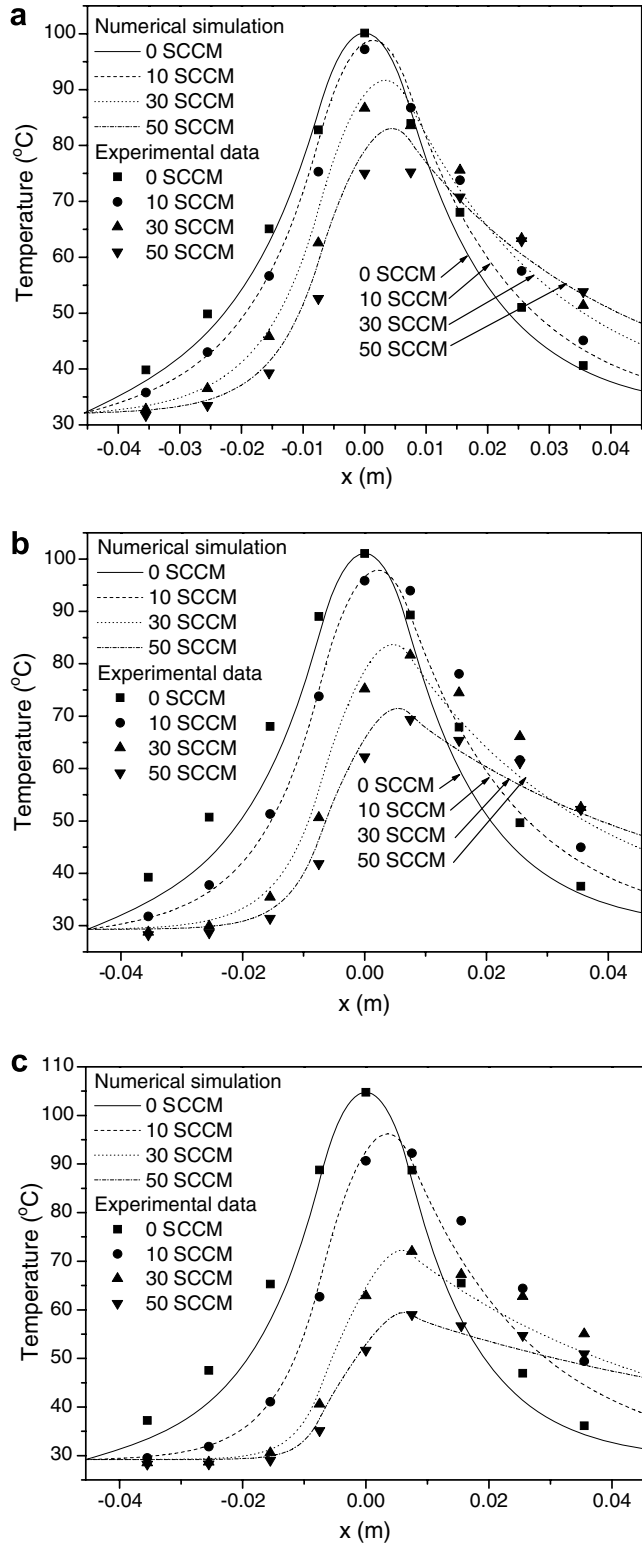 a
Numerical simulation
0 SCCM
10 SCCM
30 SCCM
50 SCCM
Experimental data
0 SCCM
10 SCCM
30 SCCM
50 SCCM
0 SCCM
10 SCCM
30 SCCM
50 SCCM
Temperature (°C)
100
90
80
70
60
50
40
30
-0.04 -0.03 -0.02 -0.01 0.00 0.01 0.02 0.03 0.04
x (m)
b
Numerical simulation
0 SCCM
10 SCCM
30 SCCM
50 SCCM
Experimental data
0 SCCM
10 SCCM
30 SCCM
50 SCCM
0 SCCM
10 SCCM
30 SCCM
50 SCCM
Temperature (°C)
100
90
80
70
60
50
40
30
-0.04 -0.02 0.00 0.02 0.04
x (m)
c
Numerical simulation
0 SCCM
10 SCCM
30 SCCM
50 SCCM
Experimental data
0 SCCM
10 SCCM
30 SCCM
50 SCCM
Temperature (°C)
110
100
90
80
70
60
50
40
30
-0.04 -0.02 0.00 0.02 0.04
x (m)